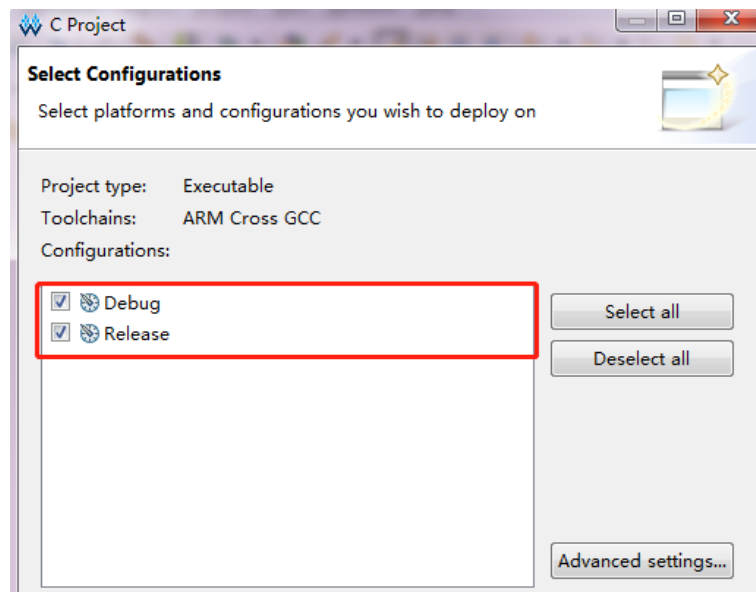 C Project
Select Configurations
Select platforms and configurations you wish to deploy on
Project type: Executable
Toolchains: ARM Cross GCC
Configurations:
Debug
Release
Select all
Deselect all
Advanced settings...